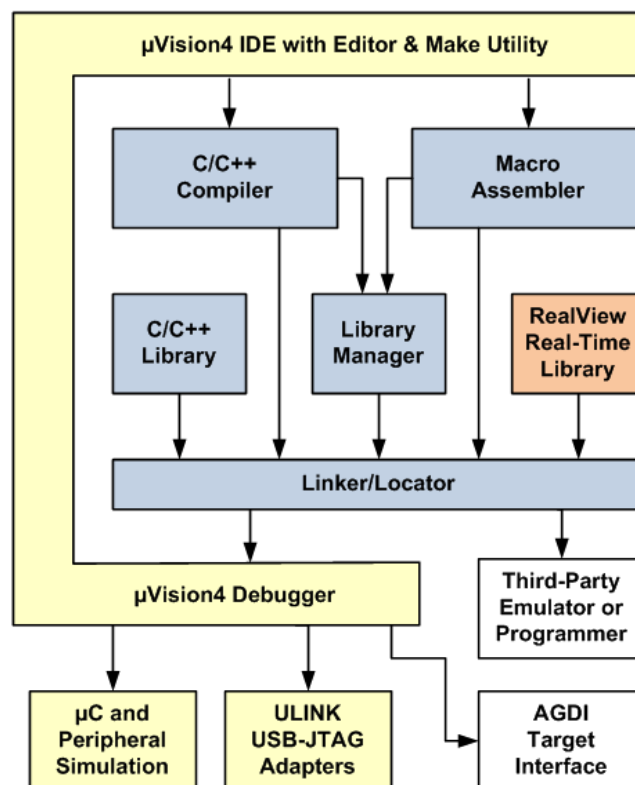 µVision4 IDE with Editor & Make Utility
C/C++
Compiler
Macro
Assembler
C/C++
Library
Library
Manager
RealView
Real-Time
Library
Linker/Locator
µVision4 Debugger
Third-Party
Emulator or
Programmer
µC and
Peripheral
Simulation
ULINK
USB-JTAG
Adapters
AGDI
Target
Interface